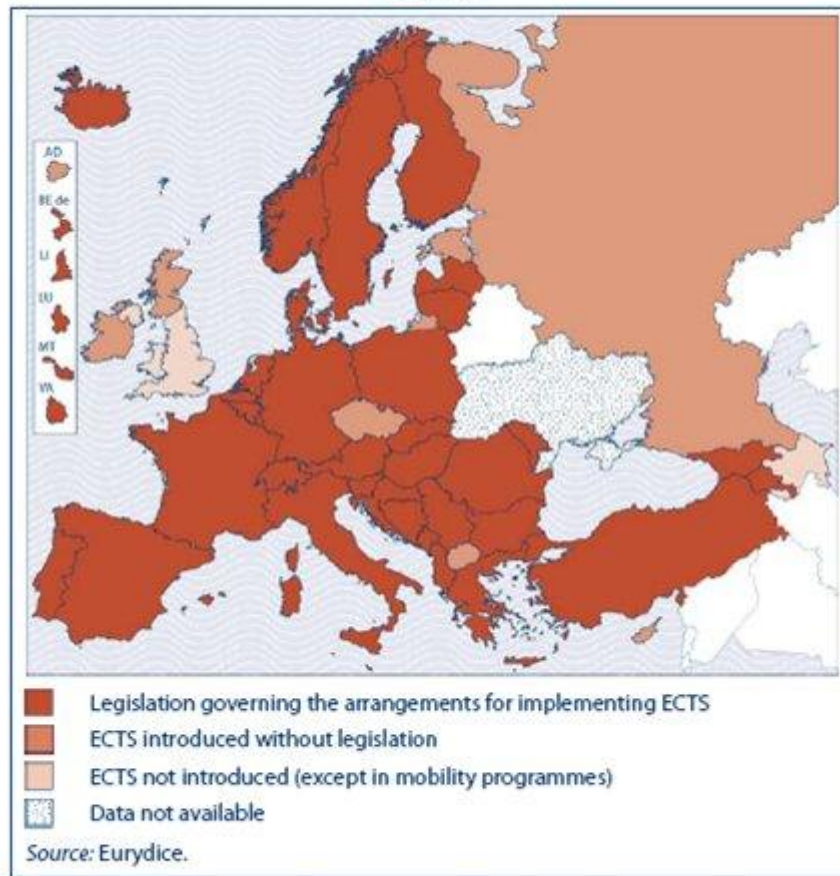 AD
BE de
LI
LU
MT
VA
Legislation governing the arrangements for implementing ECTS
ECTS introduced without legislation
ECTS not introduced (except in mobility programmes)
Data not available
Source: Eurydice.